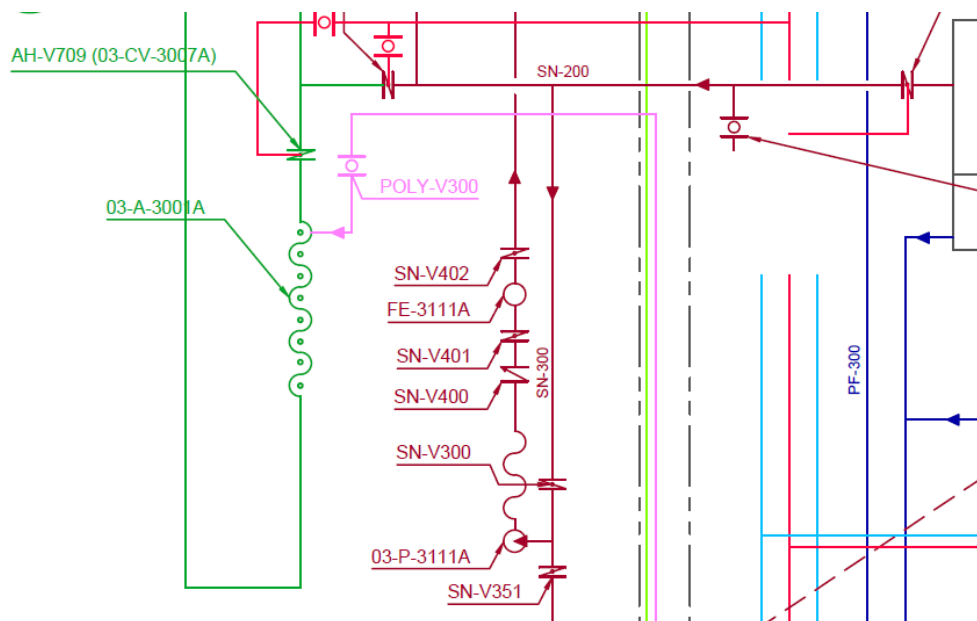 AH-V709 (03-CV-3007A)
SN-200
POLY-V300
03-A-3001A
SN-V402
FE-3111A
SN-V401
SN-300
PF-300
SN-V400
SN-V300
03-P-3111A
SN-V351